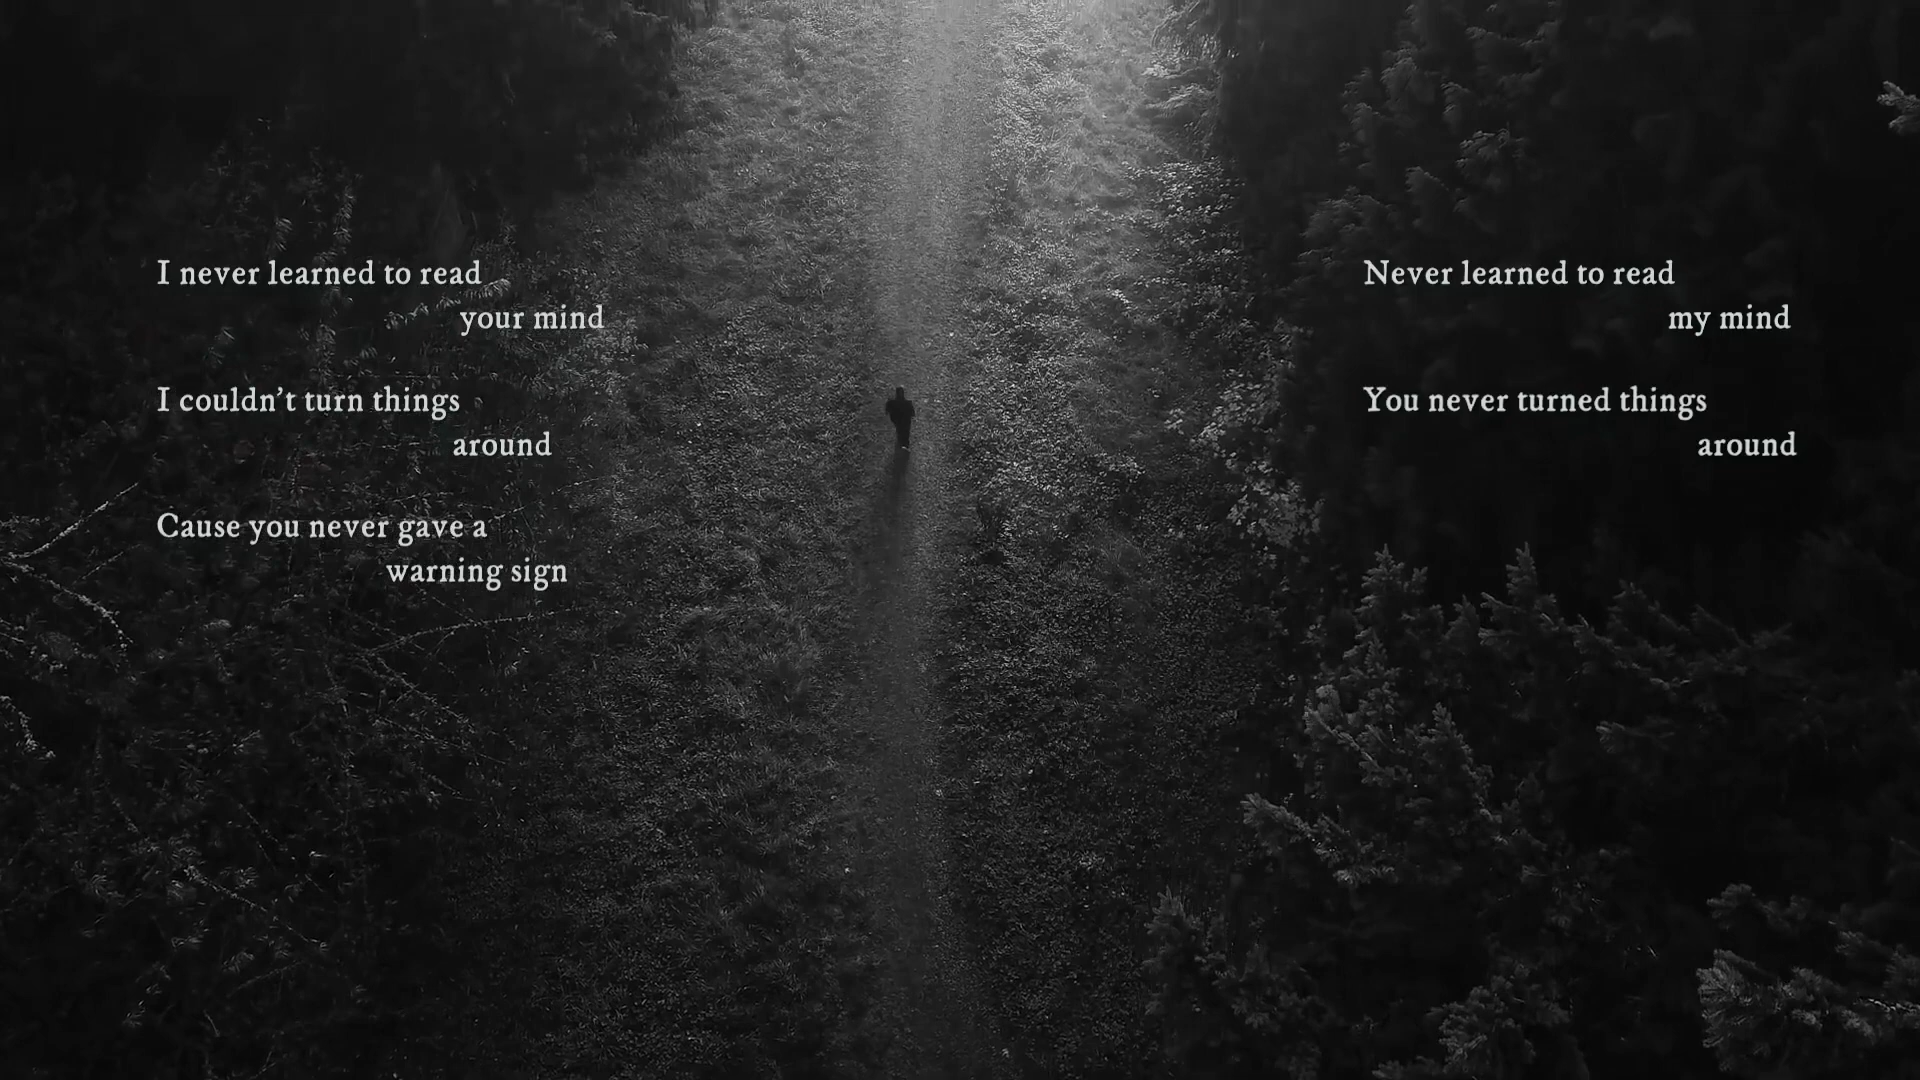 I never learned to read
your mind
I couldn’t turn things
around
Cause you never gave a
warning sign
Never learned to read
my mind
You never turned things
around